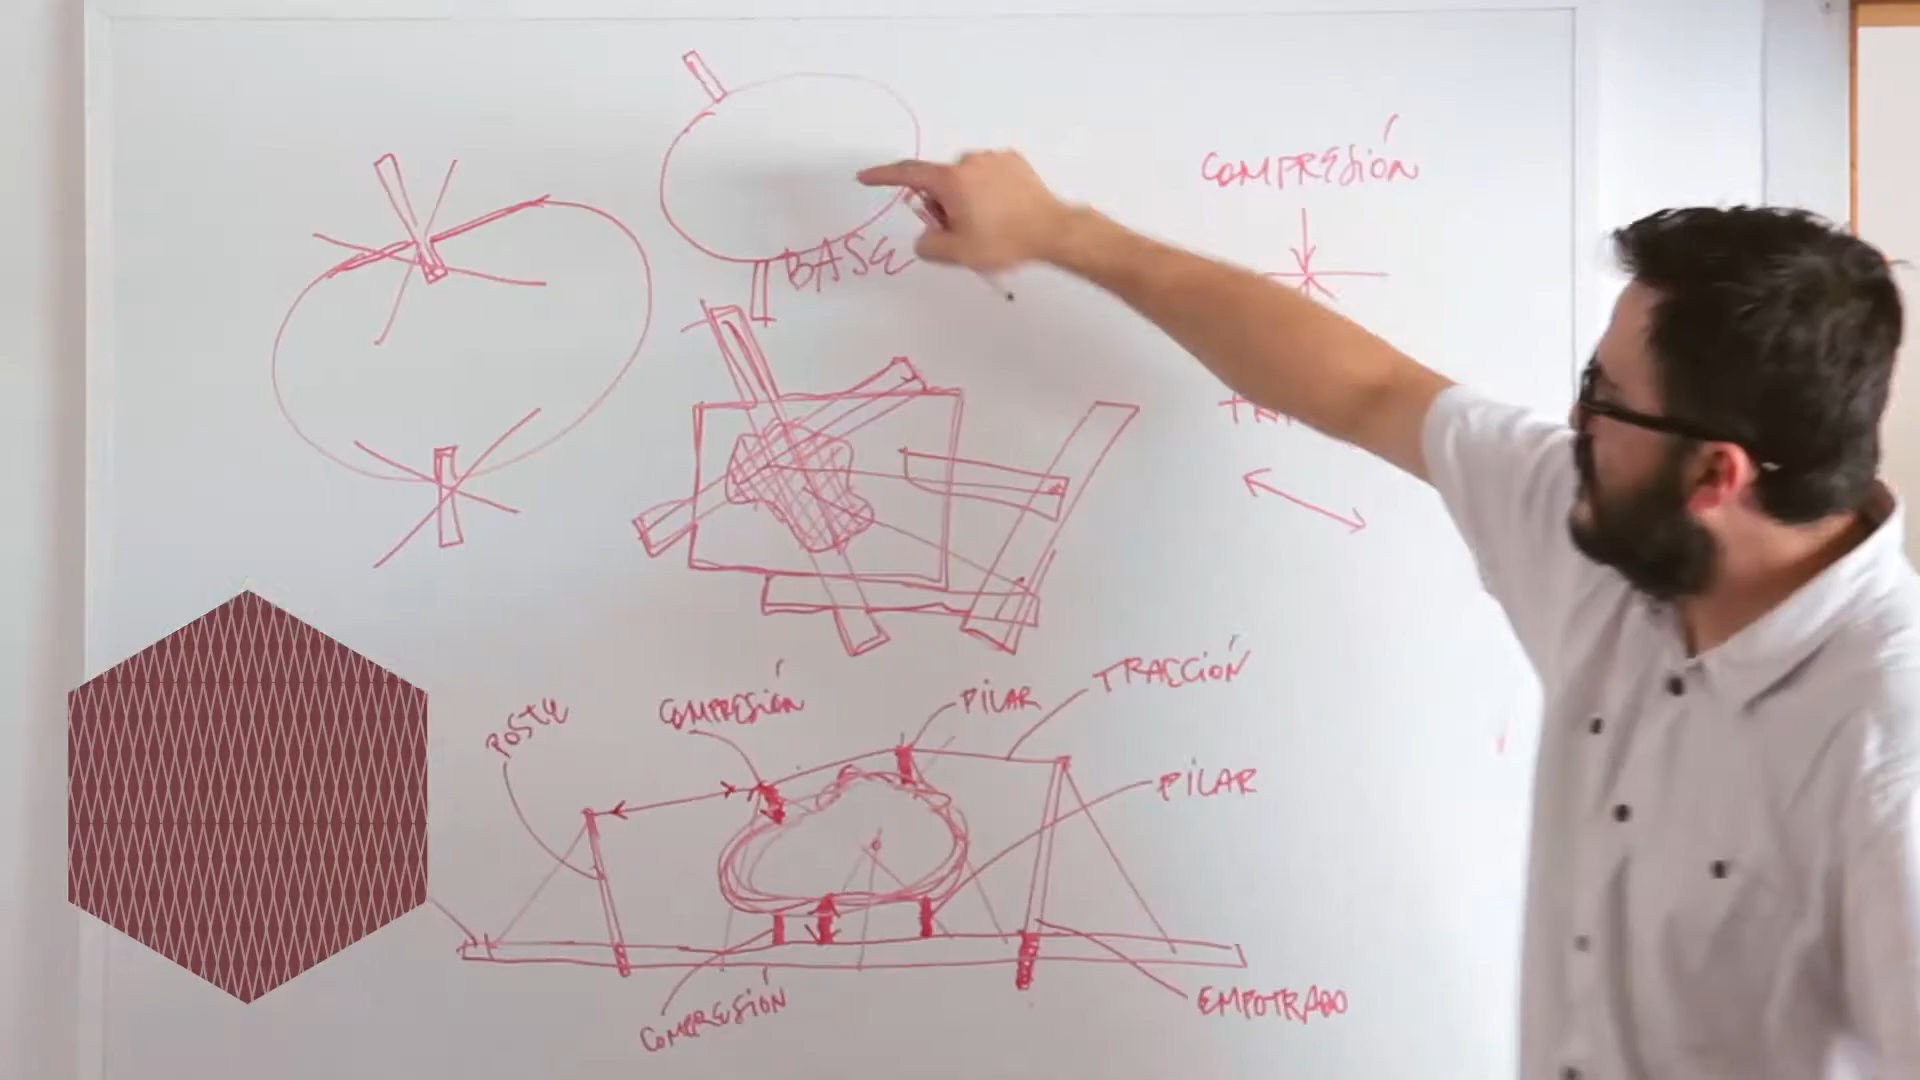 COMPRESIÓN
BASE
TRACCIÓN
PILAR
COMPRESIÓN
POSTE
PILAR
EMPOTRADO
COMPRESIÓN